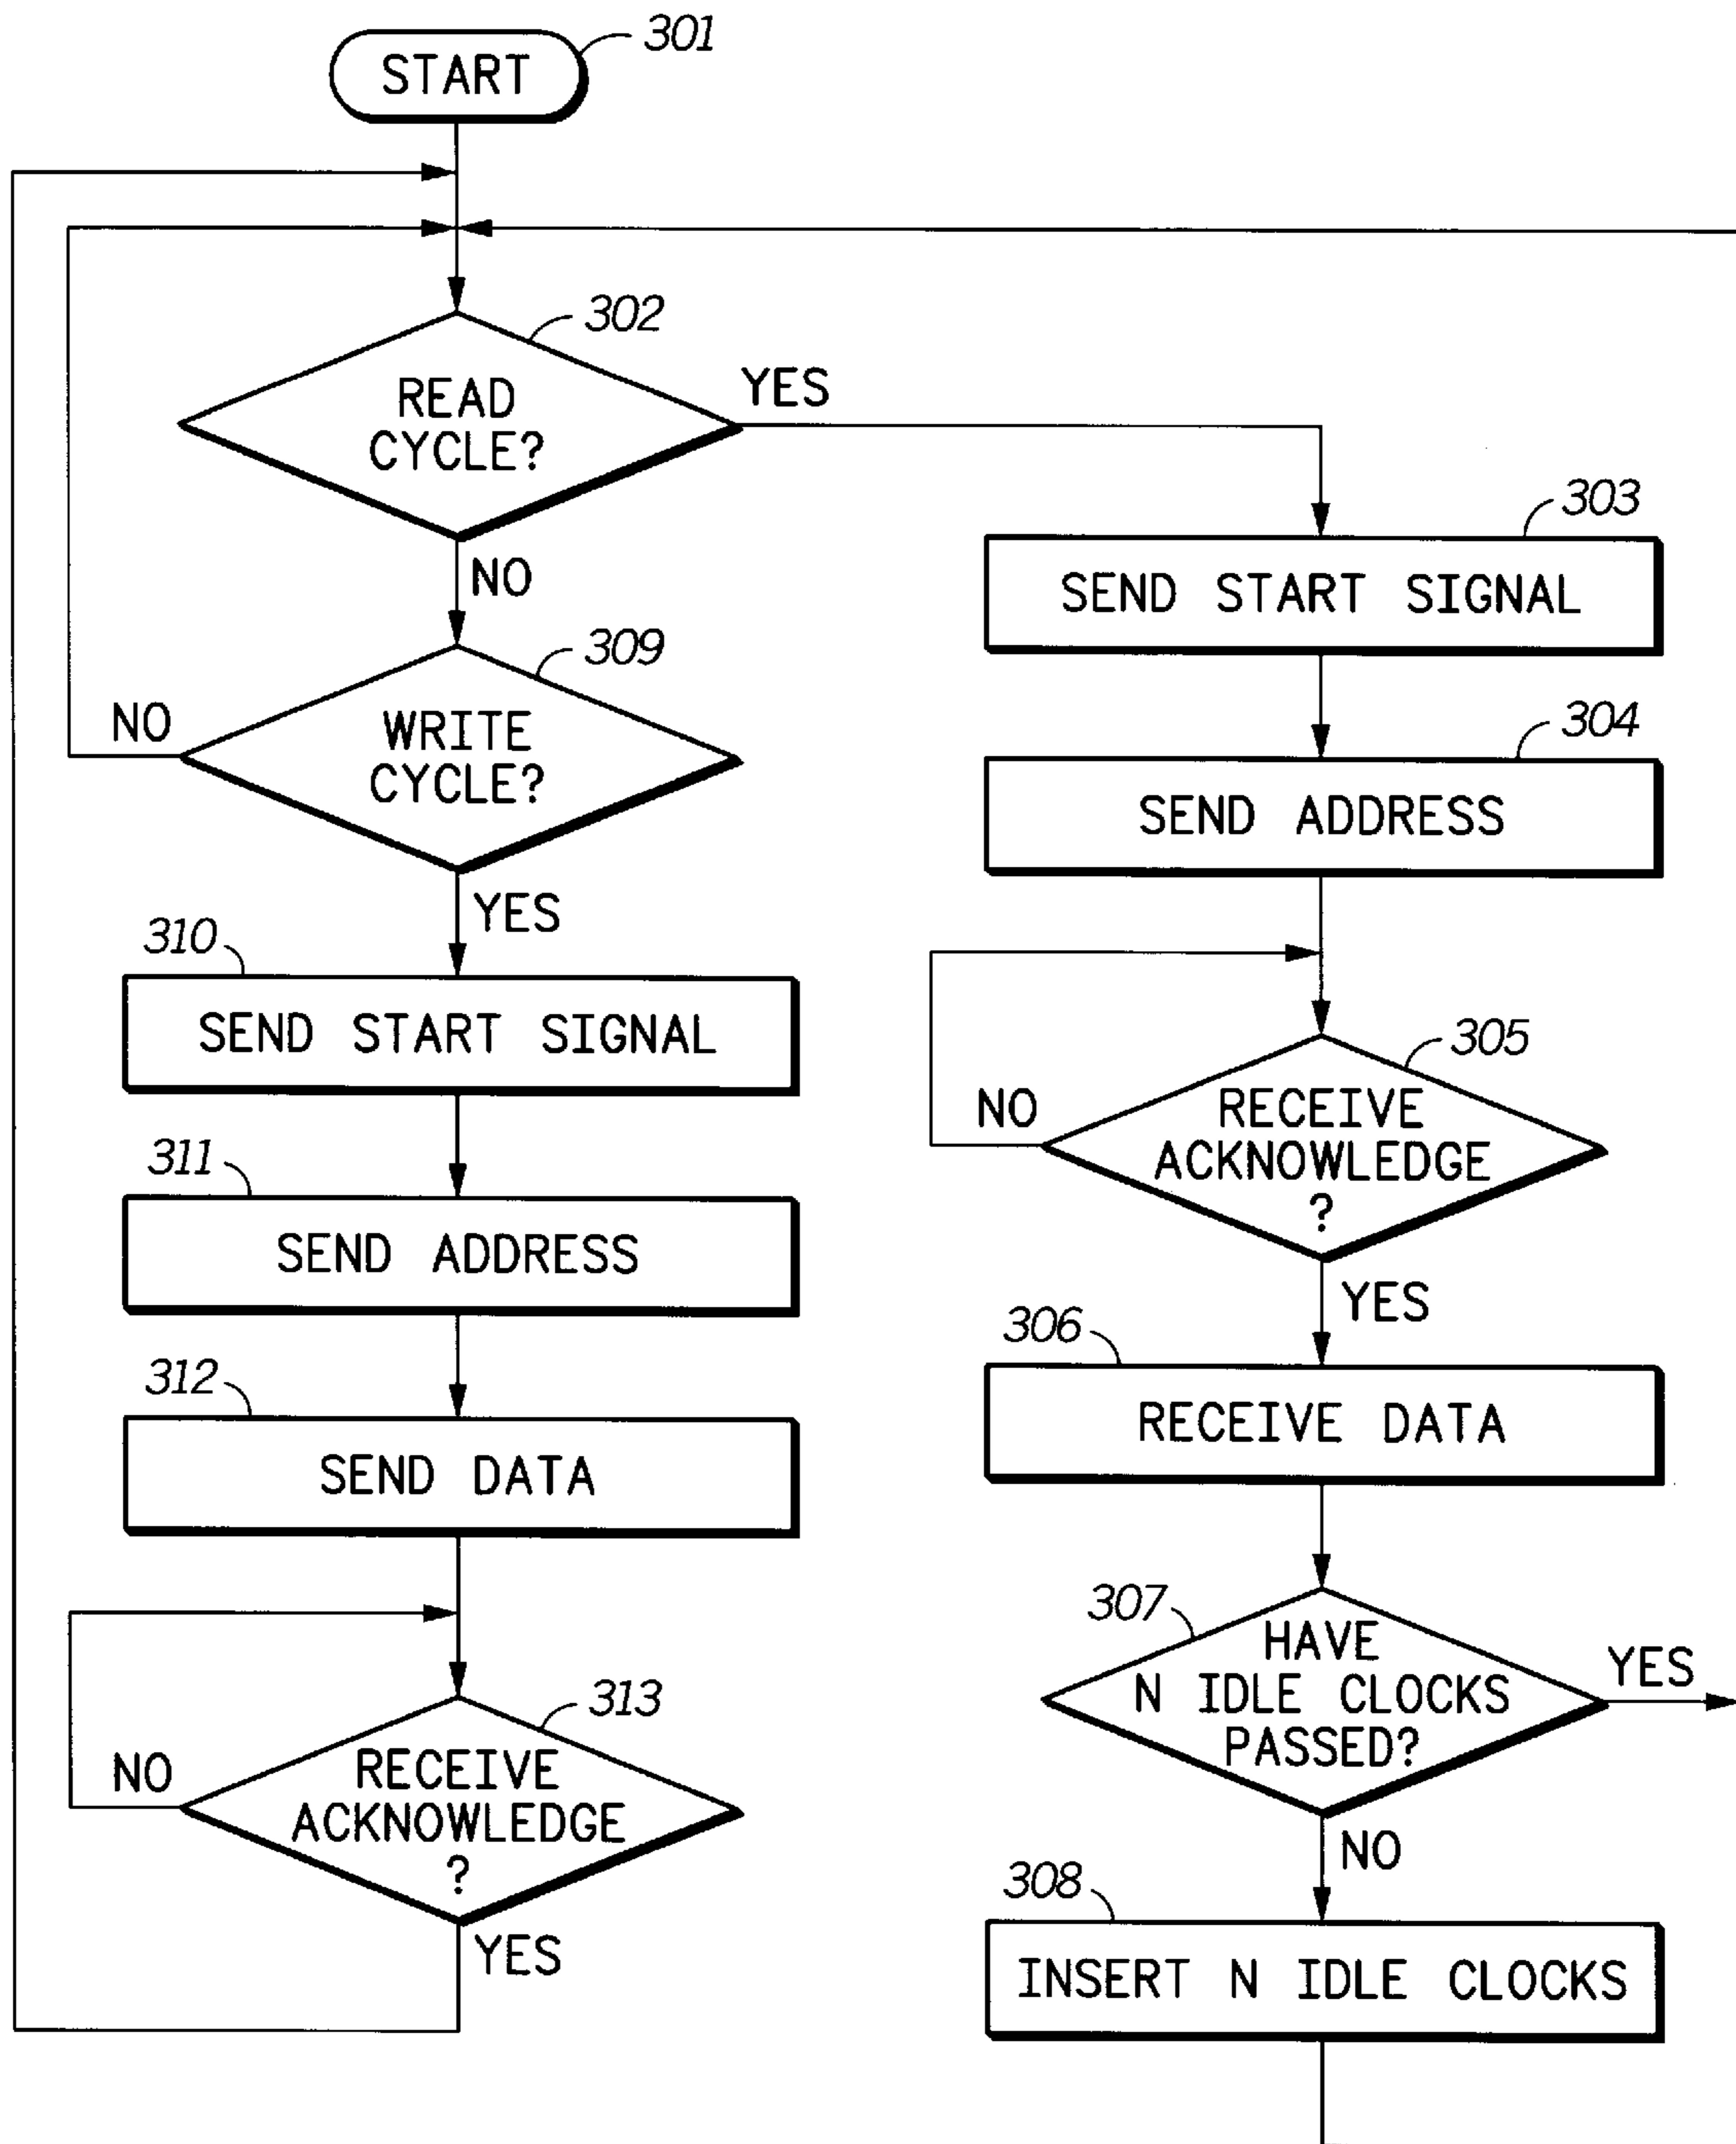 START
301
302
READ
CYCLE?
YES
NO
309
WRITE
CYCLE?
NO
YES
310
SEND START SIGNAL
311
SEND ADDRESS
312
SEND DATA
313
RECEIVE
ACKNOWLEDGE
?
NO
YES
303
SEND START SIGNAL
304
SEND ADDRESS
305
RECEIVE
ACKNOWLEDGE
?
NO
YES
306
RECEIVE DATA
307
HAVE
N IDLE CLOCKS
PASSED?
YES
NO
308
INSERT N IDLE CLOCKS